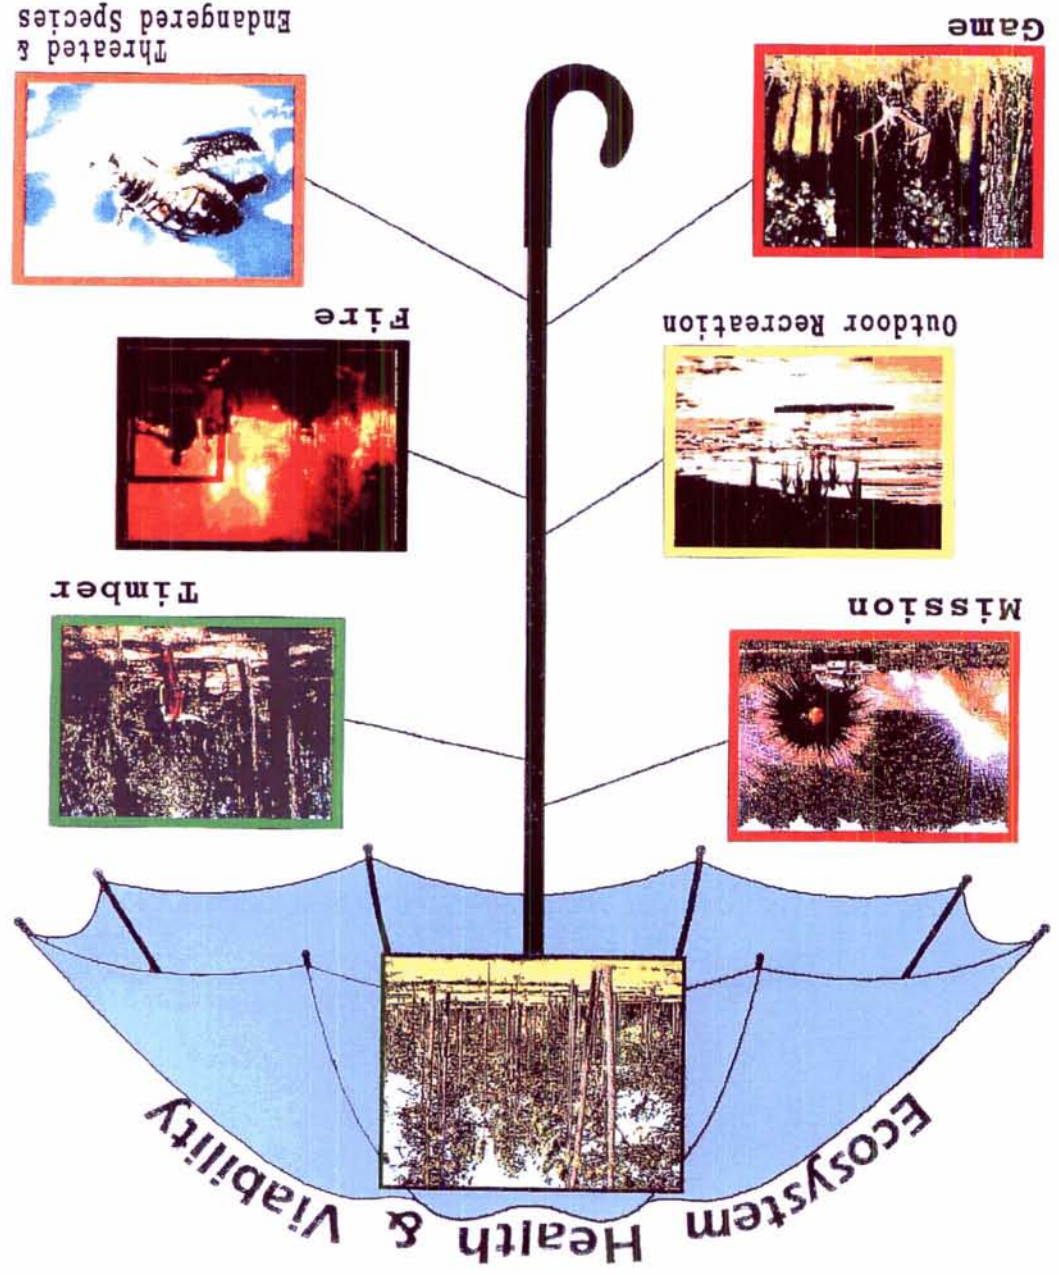 Ecosystem Health & Viability
Mission
Timber
Outdoor Recreation
Fire
Game
Threated &
Endangered Species